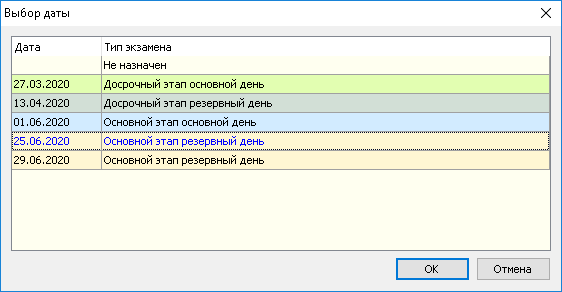 Выбор даты
Дата Тип экзамена
Не назначен
27.03.2020 Досрочный этап основной день
13.04.2020 Досрочный этап резервный день
01.06.2020 Основной этап основной день
25.06.2020 Основной этап резервный день
29.06.2020 Основной этап резервный день
OK Отмена